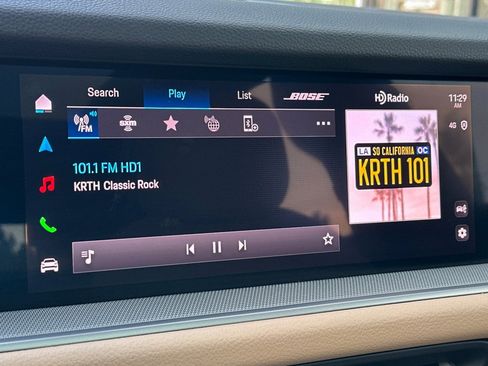 Search Play List BOSE
HD Radio
11:29
AM
FM
sxm
4G
101.1 FM HD1
KRTH Classic Rock
LA SO CALIFORNIA OC
KRTH 101